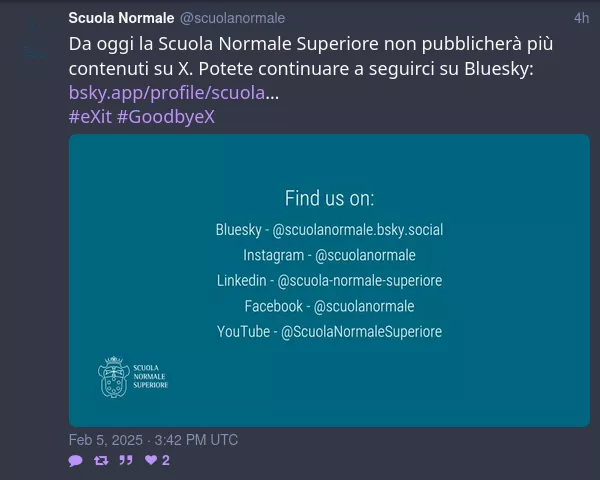 Scuola Normale @scuolanormale 4h
Da oggi la Scuola Normale Superiore non pubblicherà più
contenuti su X. Potete continuare a seguirci su Bluesky:
bsky.app/profile/scuola...
#eXit #GoodbyeX
Find us on:
Bluesky - @scuolanormale.bsky.social
Instagram - @scuolanormale
Linkedin - @scuola-normale-superiore
Facebook - @scuolanormale
YouTube - @ScuolaNormaleSuperiore
SCUOLA
NORMALE
SUPERIORE
Feb 5, 2025 · 3:42 PM UTC
2